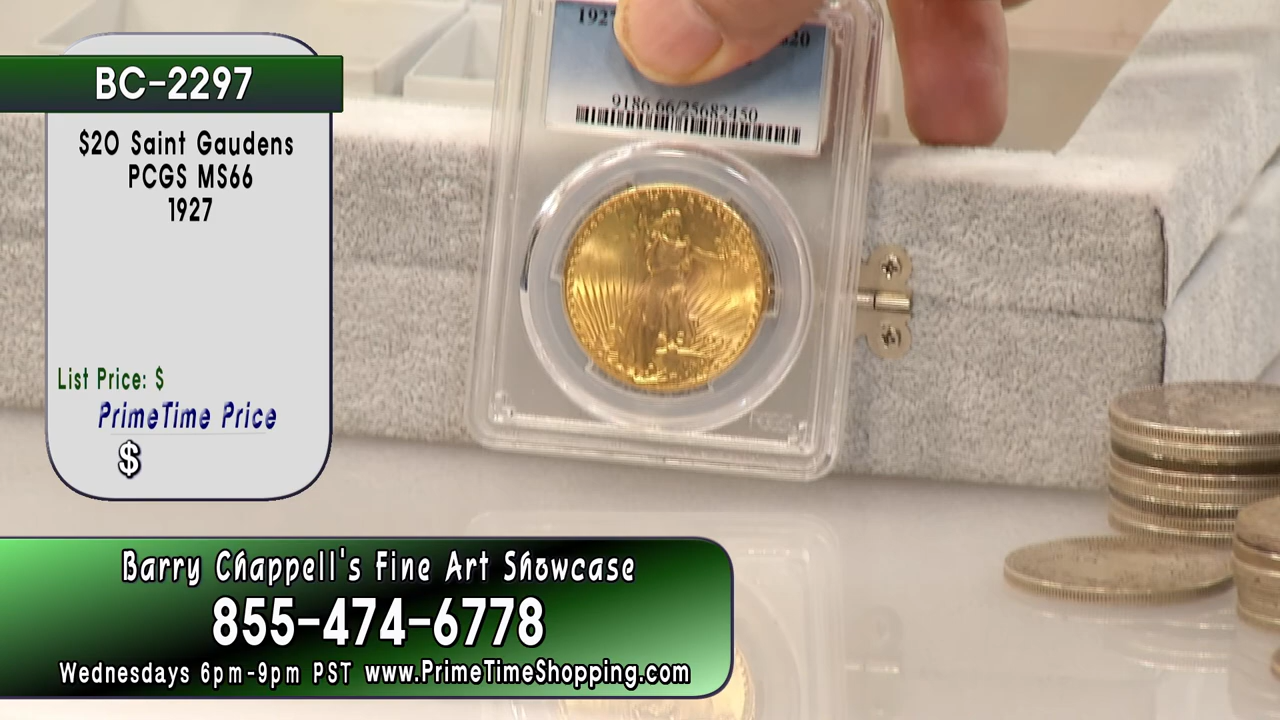 BC-2297
$20 Saint Gaudens
PCGS MS66
1927
List Price: $
PrimeTime Price
$
9186.66/25682450
Barry Chappell's Fine Art Showcase
855-474-6778
Wednesdays 6pm-9pm PST www.PrimeTimeShopping.com